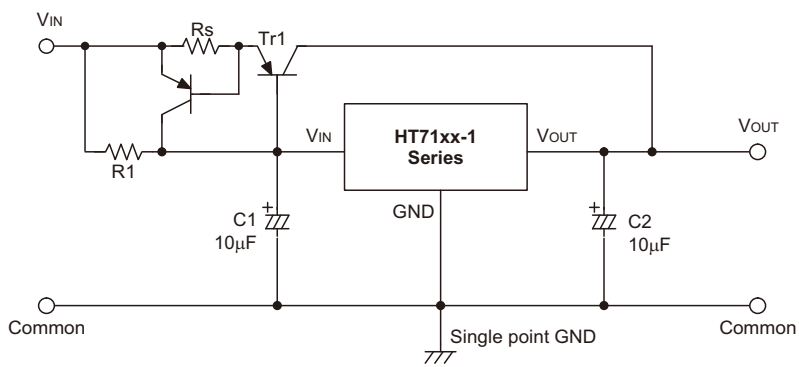 VIN
Rs
Tr1
R1
VIN
HT71xx-1
Series
VOUT
VOUT
GND
C1
10μF
C2
10μF
Common
Single point GND
Common